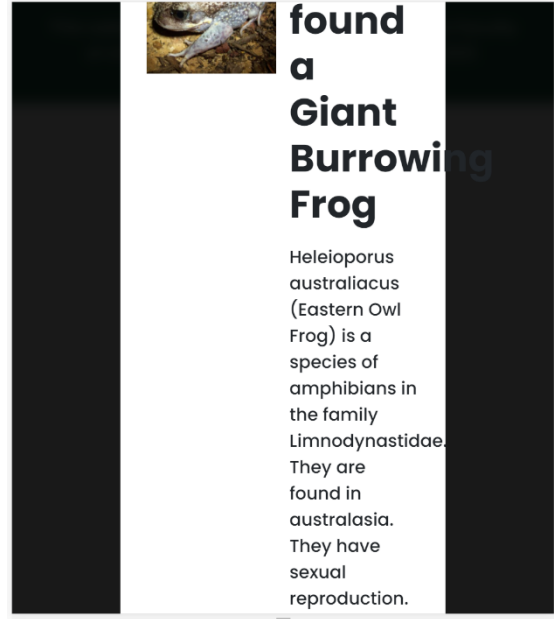 found
a
Giant
Burrowing
Frog
Heleioporus
australiacus
(Eastern Owl
Frog) is a
species of
amphibians in
the family
Limnodynastidae.
They are
found in
australasia.
They have
sexual
reproduction.